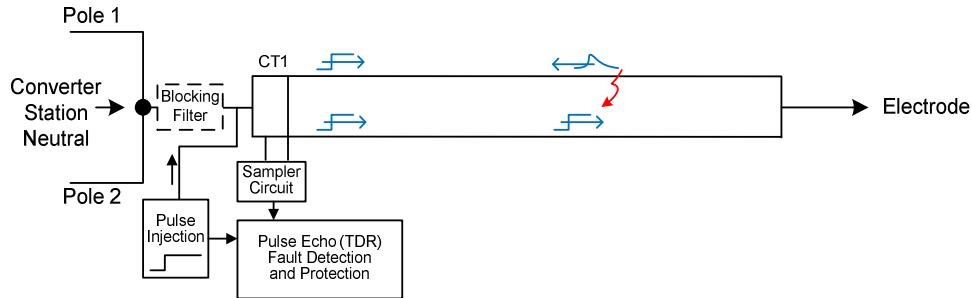 Pole 1
CT1
Converter
Station
Neutral
Blocking
Filter
Electrode
Pole 2
Sampler
Circuit
Pulse
Injection
Pulse Echo (TDR)
Fault Detection
and Protection